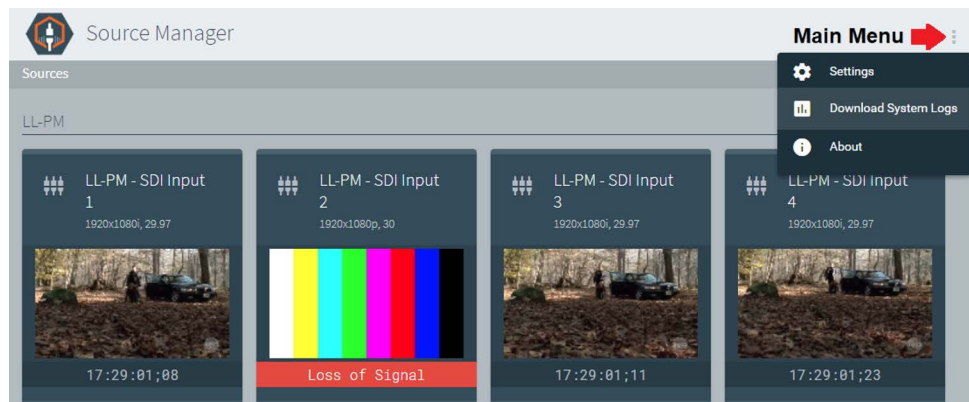 Source Manager
Main Menu
Sources
Settings
Download System Logs
About
LL-PM
LL-PM - SDI Input
1
1920x1080i, 29.97
17:29:01;08
LL-PM - SDI Input
2
1920x1080p, 30
Loss of Signal
LL-PM - SDI Input
3
1920x1080i, 29.97
17:29:01;11
LL-PM - SDI Input
4
1920x1080i, 29.97
17:29:01;23